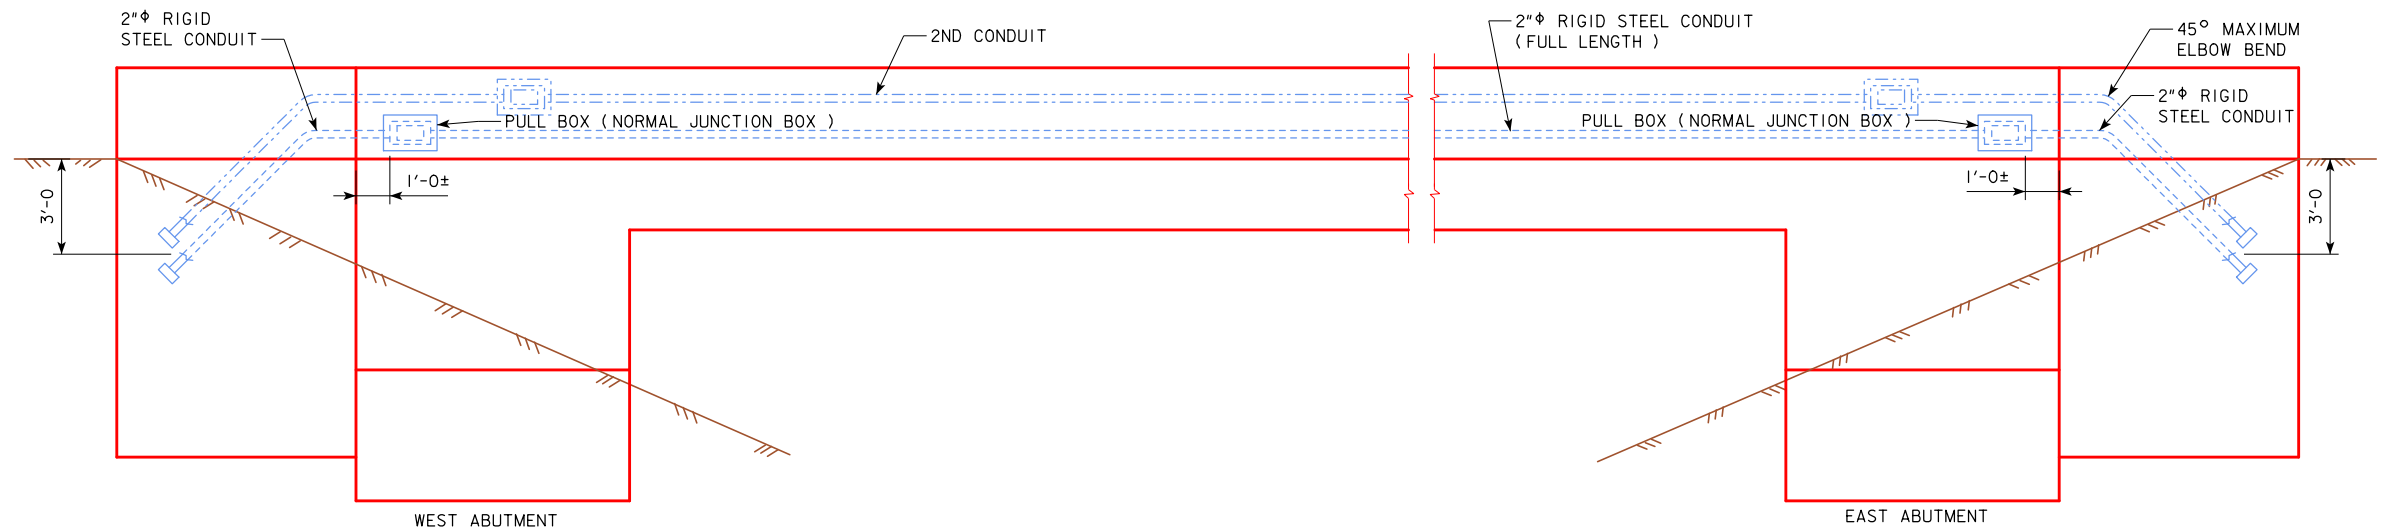 2"ϕ RIGID
STEEL CONDUIT
2ND CONDUIT
2"ϕ RIGID STEEL CONDUIT
(FULL LENGTH)
45° MAXIMUM
ELBOW BEND
2"ϕ RIGID
STEEL CONDUIT
PULL BOX (NORMAL JUNCTION BOX)
PULL BOX (NORMAL JUNCTION BOX)
3'-0
1'-0±
1'-0±
3'-0
WEST ABUTMENT
EAST ABUTMENT